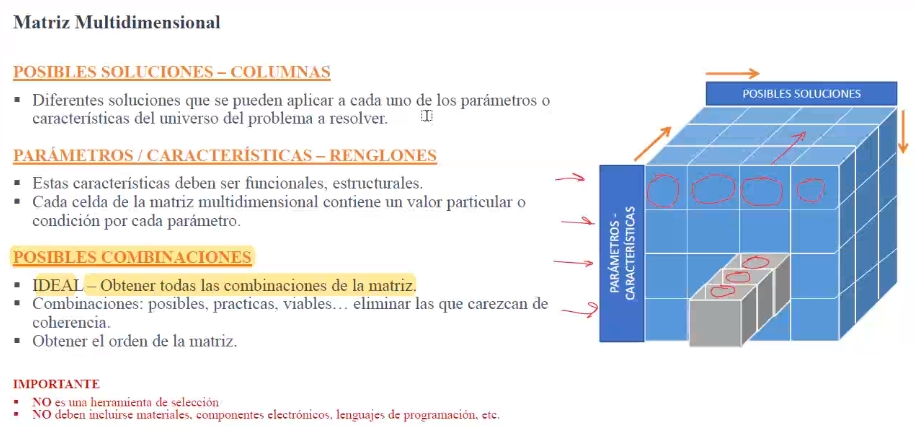 Matriz Multidimensional
POSIBLES SOLUCIONES – COLUMNAS
▪ Diferentes soluciones que se pueden aplicar a cada uno de los parámetros o
características del universo del problema a resolver.
PARÁMETROS / CARACTERÍSTICAS – RENGLONES
▪ Estas características deben ser funcionales, estructurales.
▪ Cada celda de la matriz multidimensional contiene un valor particular o
condición por cada parámetro.
POSIBLES COMBINACIONES
▪ IDEAL – Obtener todas las combinaciones de la matriz.
▪ Combinaciones: posibles, practicas, viables… eliminar las que carezcan de
coherencia.
▪ Obtener el orden de la matriz.
IMPORTANTE
▪ NO es una herramienta de selección
▪ NO deben incluirse materiales, componentes electrónicos, lenguajes de programación, etc.
POSIBLES SOLUCIONES
PARÁMETROS -
CARACTERÍSTICAS